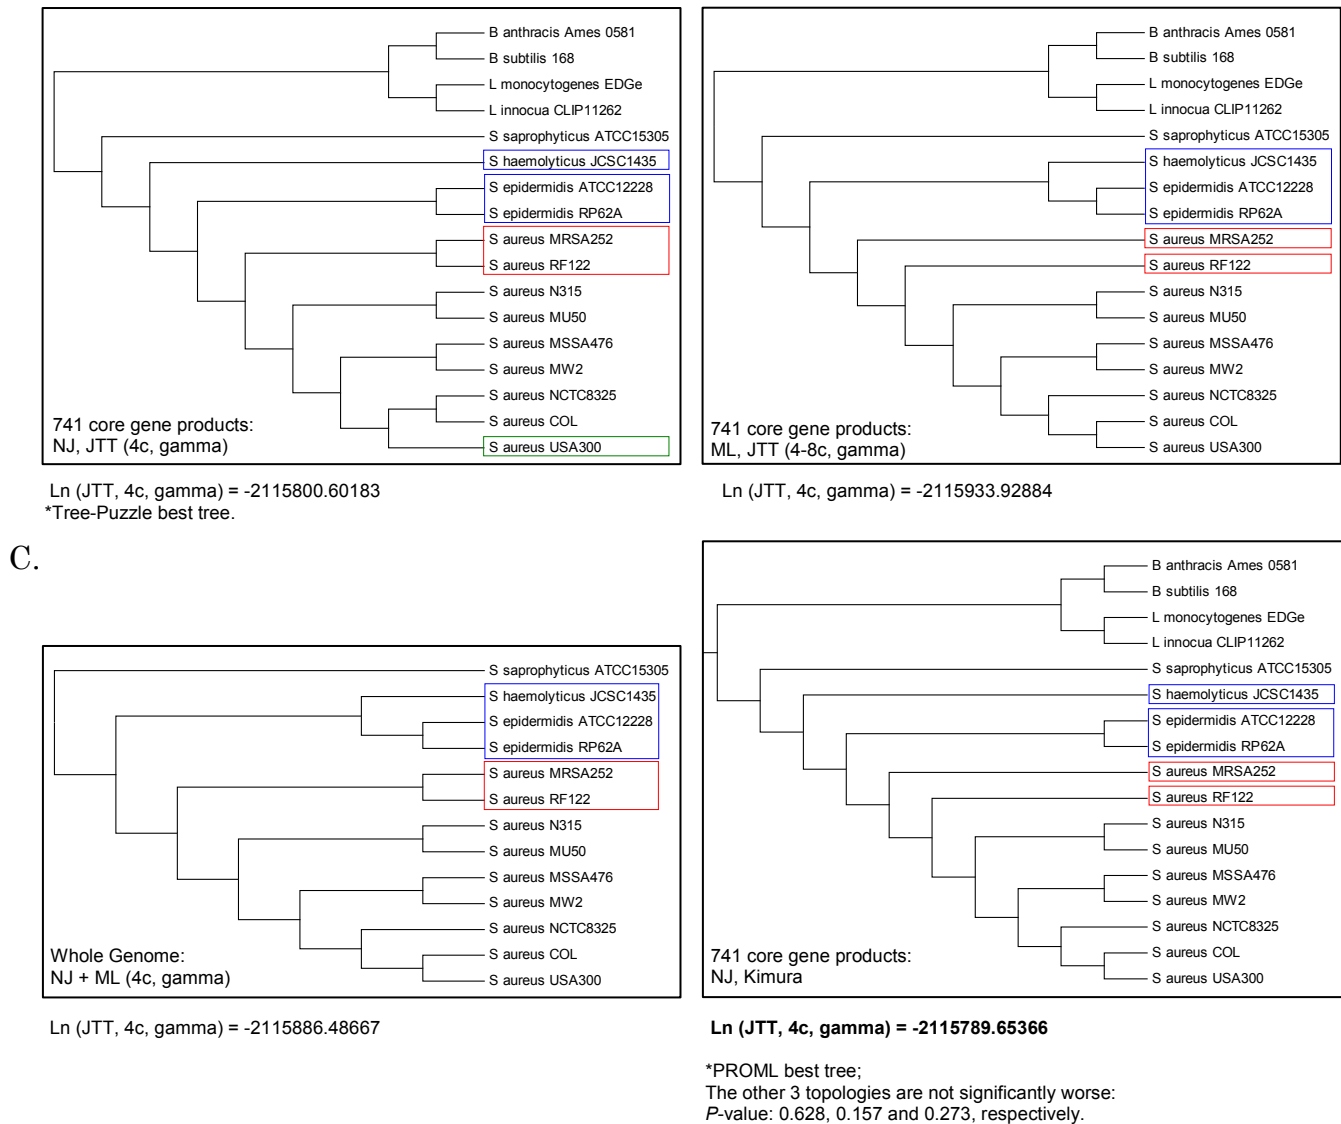 B anthracis Ames 0581
B subtilis 168
L monocytogenes EDGe
L innocua CLIP11262
S saprophyticus ATCC15305
S haemolyticus JCSC1435
S epidermidis ATCC12228
S epidermidis RP62A
S aureus MRSA252
S aureus RF122
S aureus N315
S aureus MU50
S aureus MSSA476
S aureus MW2
S aureus NCTC8325
S aureus COL
S aureus USA300
741 core gene products:
NJ, JTT (4c, gamma)
Ln (JTT, 4c, gamma) = -2115800.60183
*Tree-Puzzle best tree.
B anthracis Ames 0581
B subtilis 168
L monocytogenes EDGe
L innocua CLIP11262
S saprophyticus ATCC15305
S haemolyticus JCSC1435
S epidermidis ATCC12228
S epidermidis RP62A
S aureus MRSA252
S aureus RF122
S aureus N315
S aureus MU50
S aureus MSSA476
S aureus MW2
S aureus NCTC8325
S aureus COL
S aureus USA300
741 core gene products:
ML, JTT (4-8c, gamma)
Ln (JTT, 4c, gamma) = -2115933.92884
C.
S saprophyticus ATCC15305
S haemolyticus JCSC1435
S epidermidis ATCC12228
S epidermidis RP62A
S aureus MRSA252
S aureus RF122
S aureus N315
S aureus MU50
S aureus MSSA476
S aureus MW2
S aureus NCTC8325
S aureus COL
S aureus USA300
Whole Genome:
NJ + ML (4c, gamma)
Ln (JTT, 4c, gamma) = -2115886.48667
B anthracis Ames 0581
B subtilis 168
L monocytogenes EDGe
L innocua CLIP11262
S saprophyticus ATCC15305
S haemolyticus JCSC1435
S epidermidis ATCC12228
S epidermidis RP62A
S aureus MRSA252
S aureus RF122
S aureus N315
S aureus MU50
S aureus MSSA476
S aureus MW2
S aureus NCTC8325
S aureus COL
S aureus USA300
741 core gene products:
NJ, Kimura
Ln (JTT, 4c, gamma) = -2115789.65366
*PROML best tree;
The other 3 topologies are not significantly worse:
P-value: 0.628, 0.157 and 0.273, respectively.